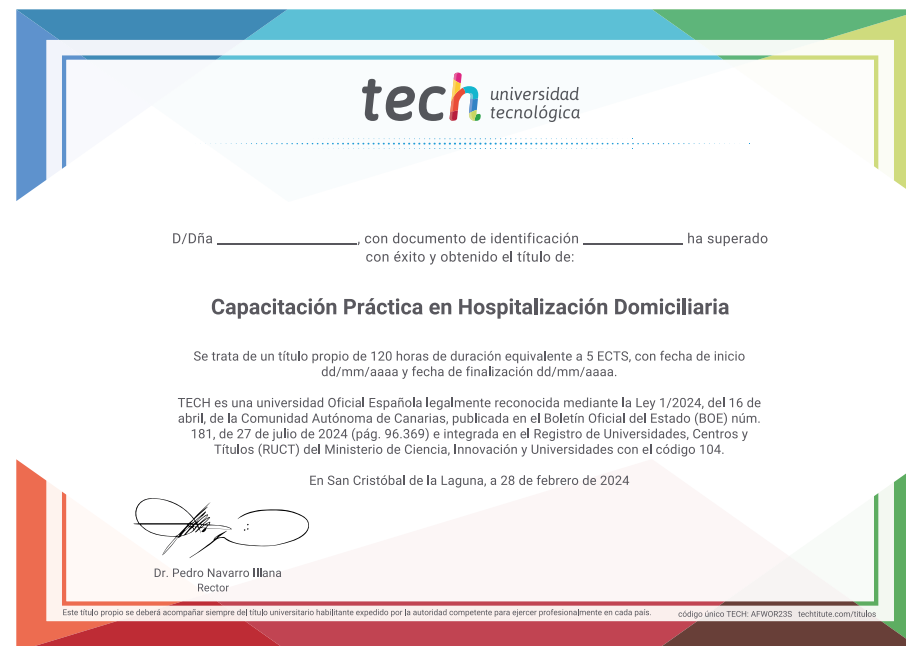 tech universidad
tecnológica
D/Dña ________________, con documento de identificación ____________ ha superado
con éxito y obtenido el título de:
Capacitación Práctica en Hospitalización Domiciliaria
Se trata de un título propio de 120 horas de duración equivalente a 5 ECTS, con fecha de inicio
dd/mm/aaaa y fecha de finalización dd/mm/aaaa.
TECH es una universidad Oficial Española legalmente reconocida mediante la Ley 1/2024, del 16 de
abril, de la Comunidad Autónoma de Canarias, publicada en el Boletín Oficial del Estado (BOE) núm.
181, de 27 de julio de 2024 (pág. 96.369) e integrada en el Registro de Universidades, Centros y
Títulos (RUCT) del Ministerio de Ciencia, Innovación y Universidades con el código 104.
En San Cristóbal de la Laguna, a 28 de febrero de 2024
Dr. Pedro Navarro Illana
Rector
Este título propio se deberá acompañar siempre del título universitario habilitante expedido por la autoridad competente para ejercer profesionalmente en cada país.
código único TECH: AFWOR23S techtitute.com/titulos